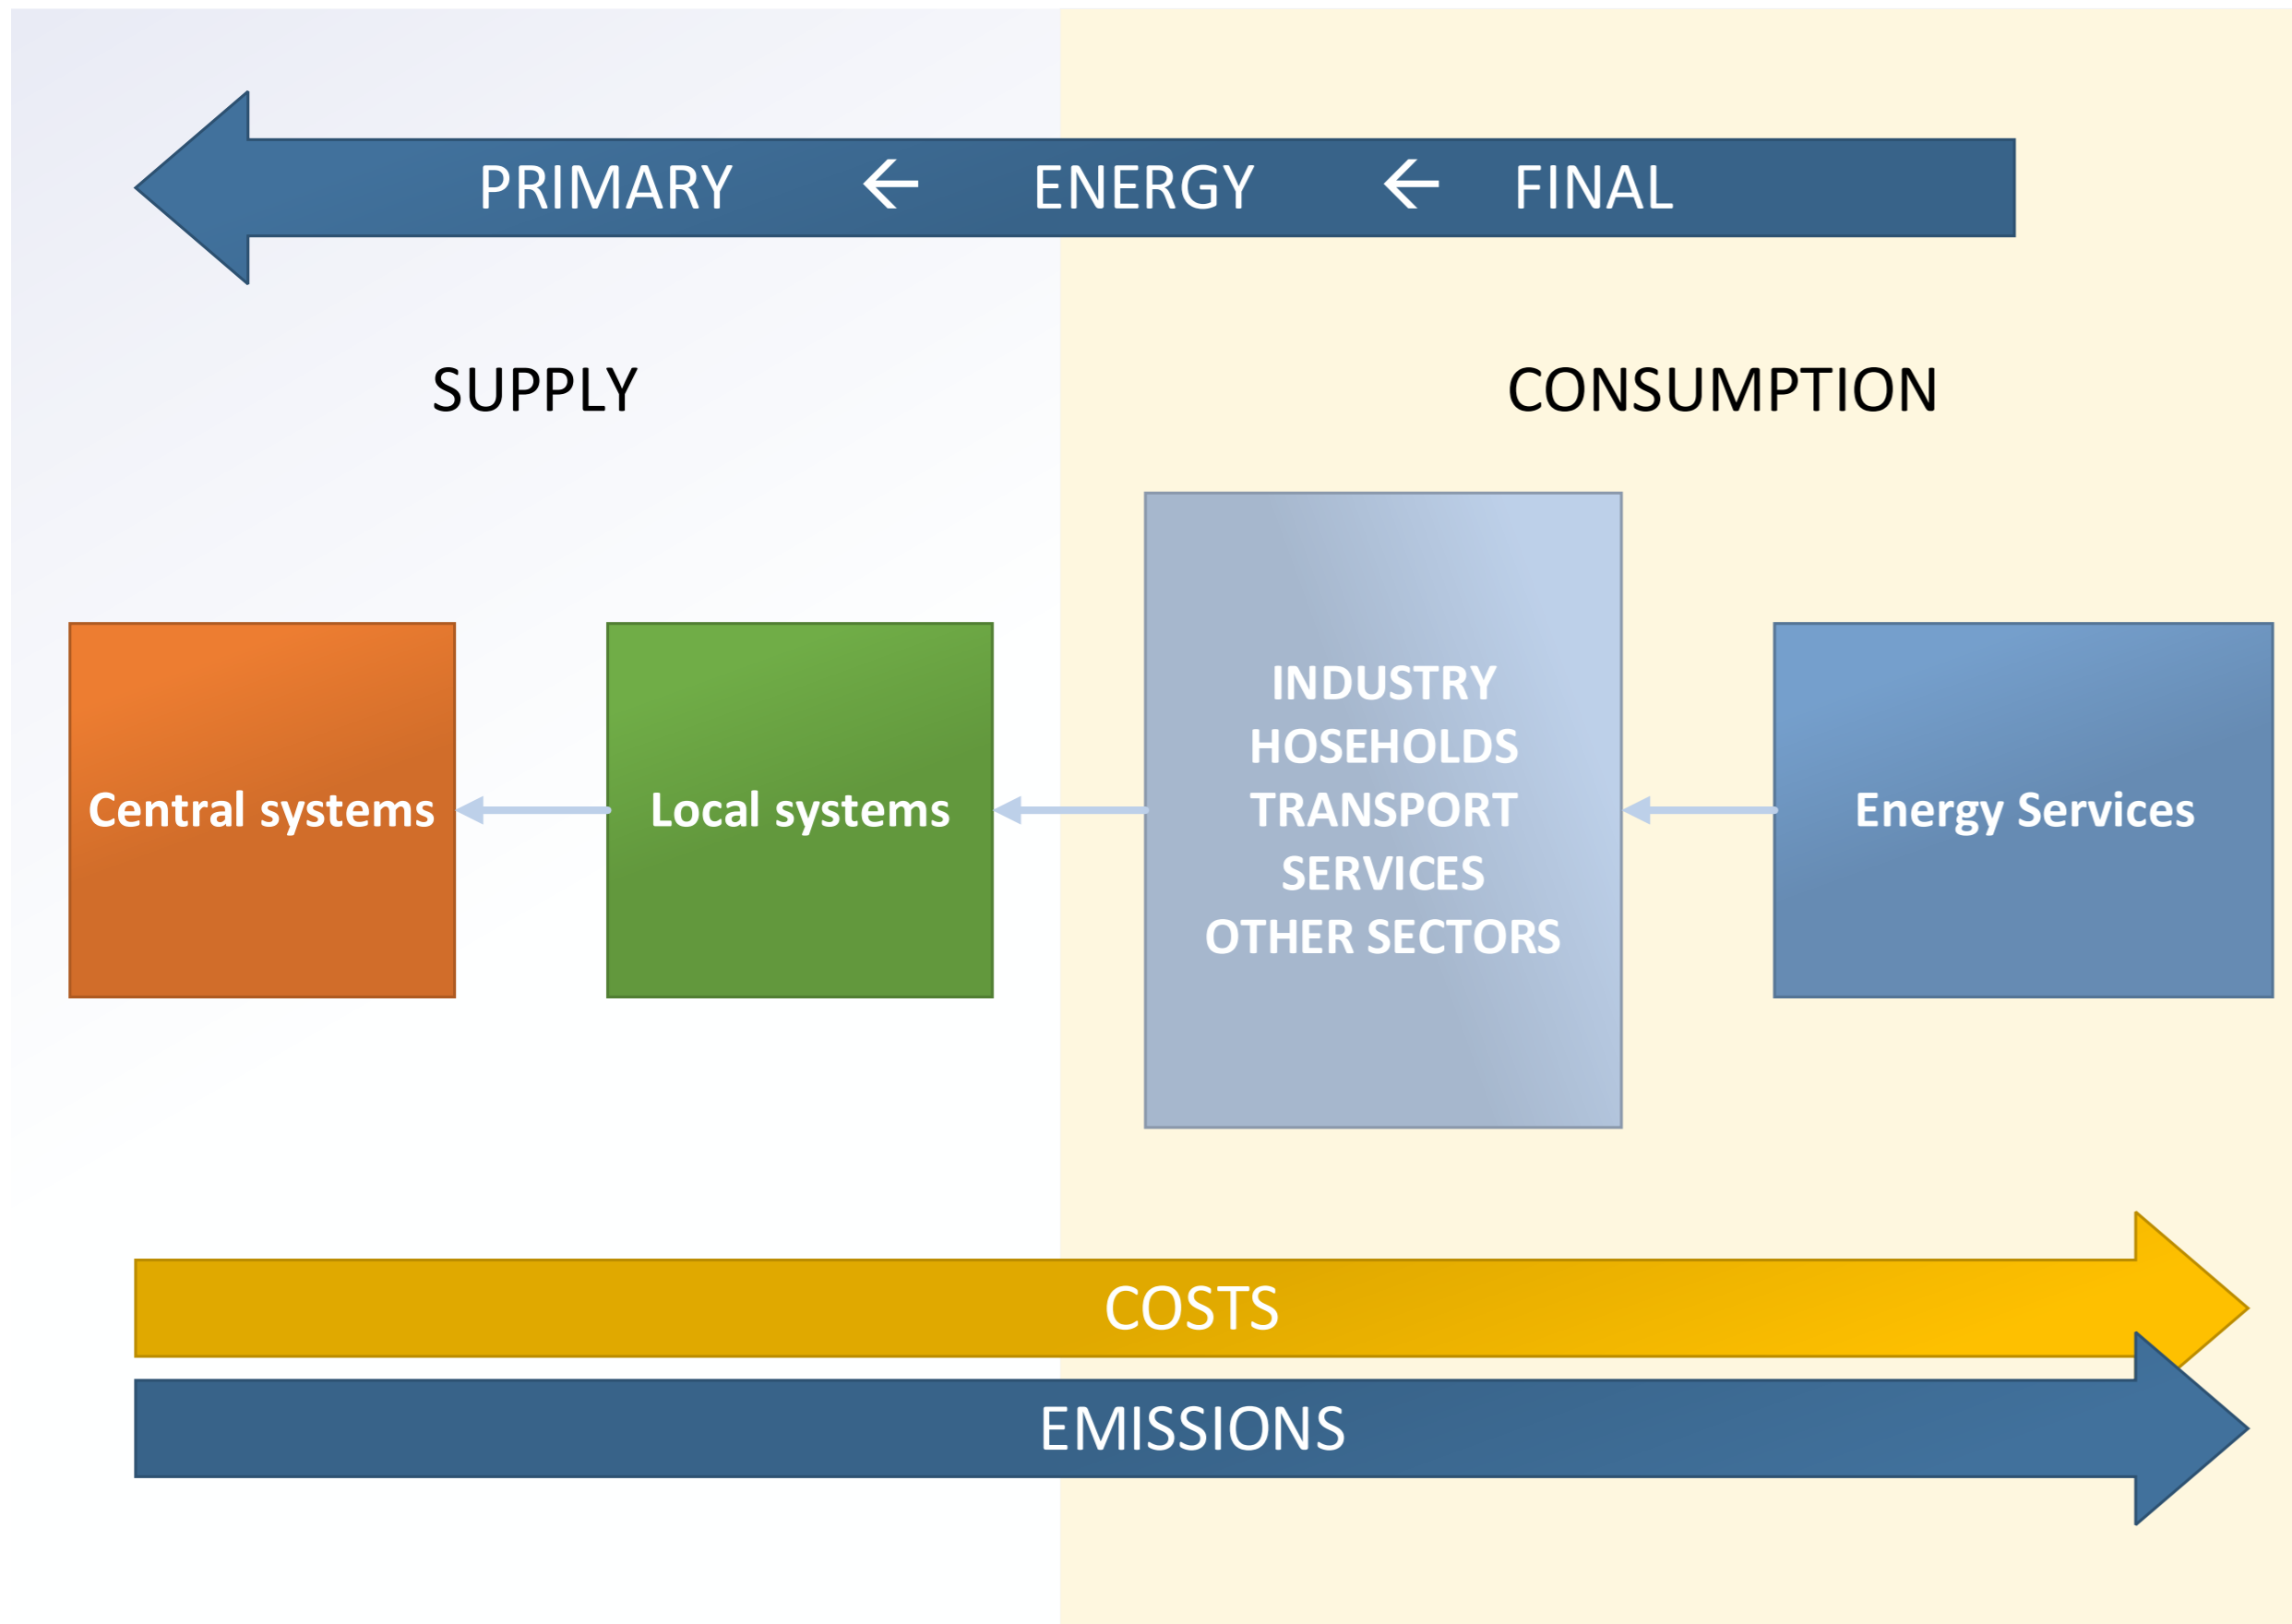 PRIMARY ← ENERGY ← FINAL
SUPPLY
CONSUMPTION
Central systems
Local systems
INDUSTRY
HOSEHOLDS
TRANSPORT
SERVICES
OTHER SECTORS
Energy Services
COSTS
EMISSIONS